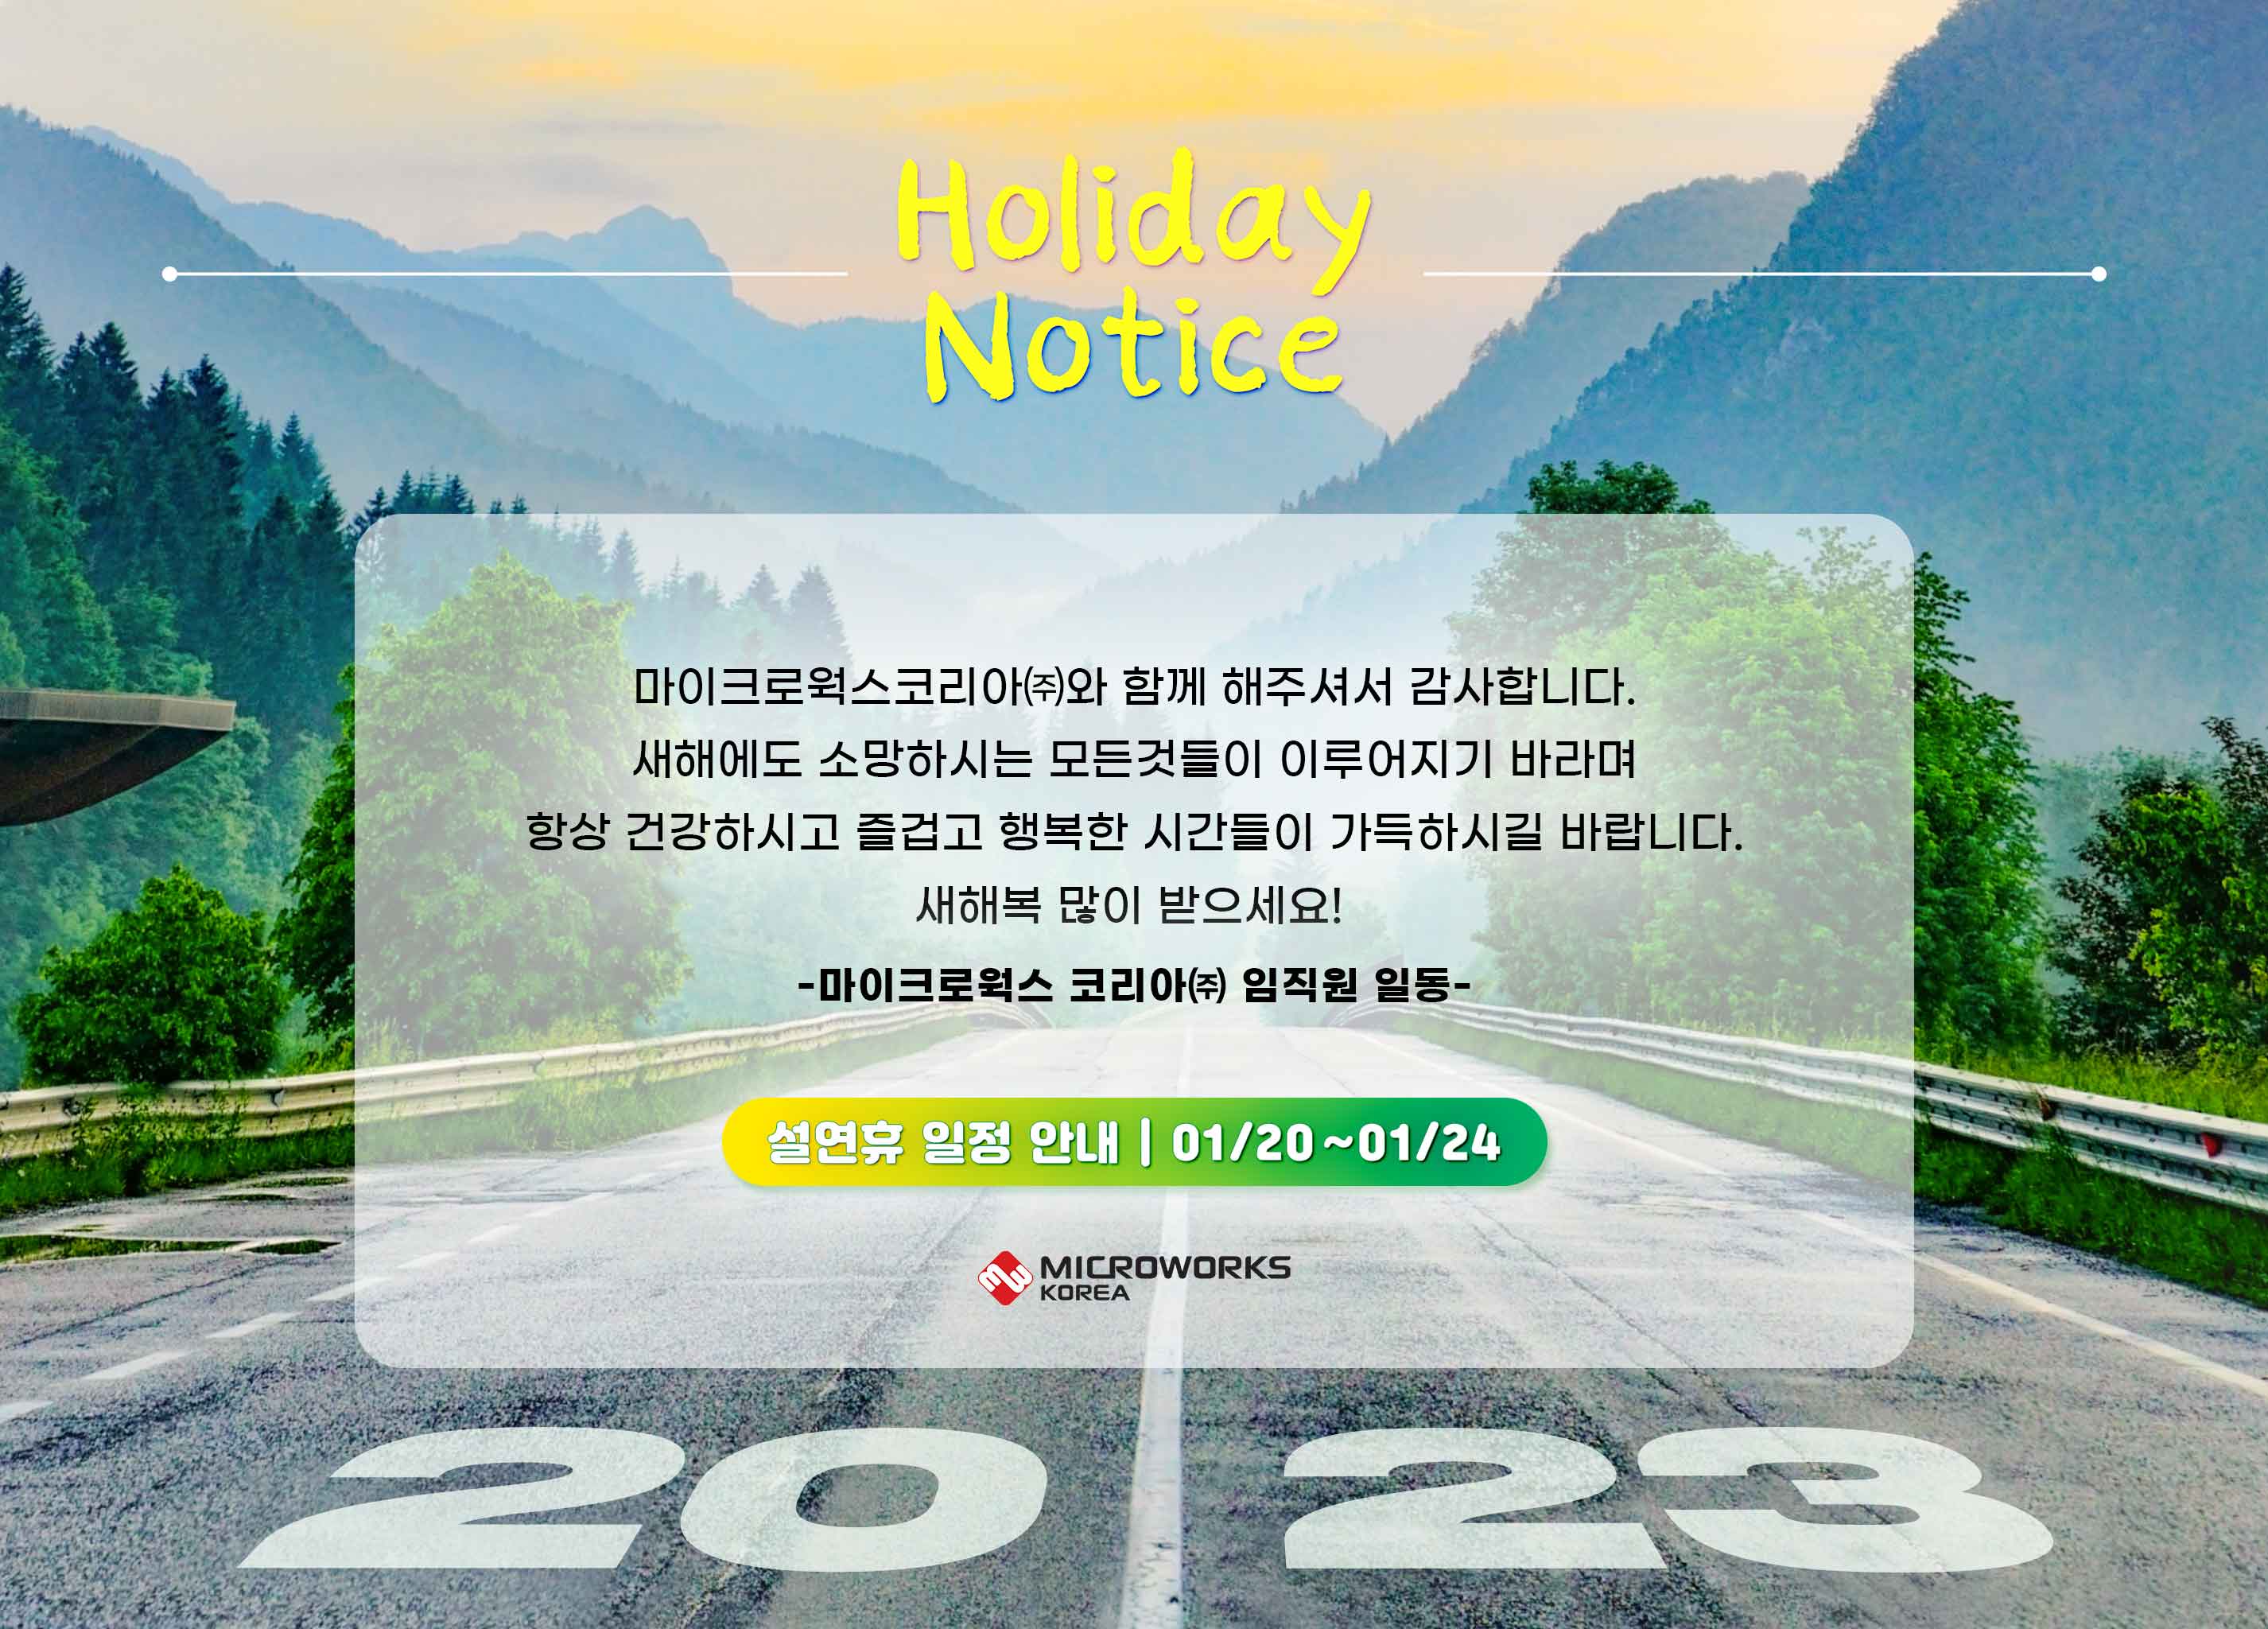 Holiday
Notice
마이크로웍스코리아㈜와 함께 해주셔서 감사합니다.
새해에도 소망하시는 모든것들이 이루어지기 바라며
항상 건강하시고 즐겁고 행복한 시간들이 가득하시길 바랍니다.
새해복 많이 받으세요!
-마이크로웍스 코리아㈜ 임직원 일동-
설연휴 일정 안내 | 01/20~01/24
MICROWORKS
KOREA
2023